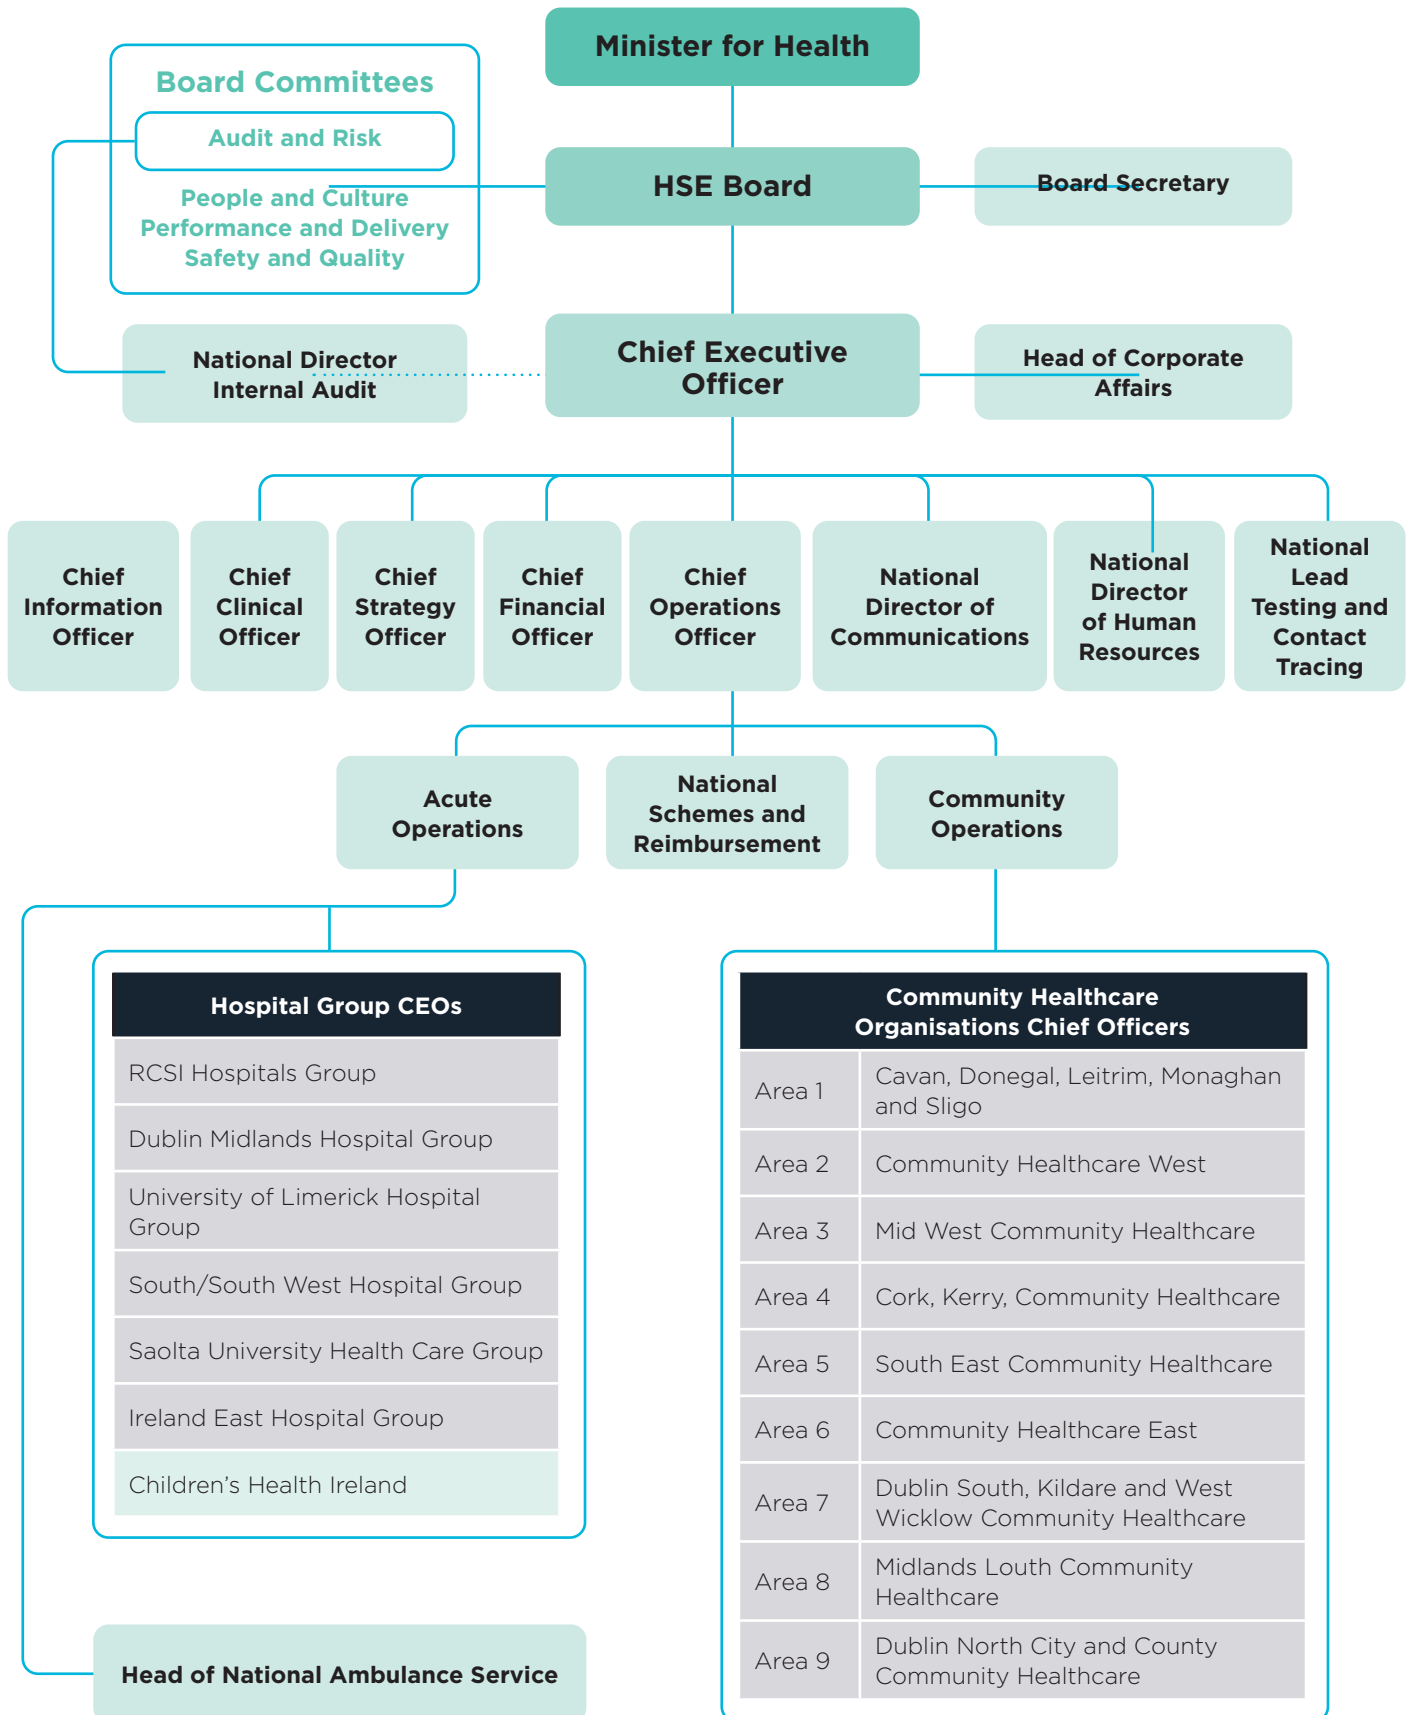 Minister for Health
Board Committees
Audit and Risk
People and Culture
Performance and Delivery
Safety and Quality
HSE Board
Board Secretary
National Director
Internal Audit
Chief Executive
Officer
Head of Corporate
Affairs
Chief
Information
Officer
Chief
Clinical
Officer
Chief
Strategy
Officer
Chief
Financial
Officer
Chief
Operations
Officer
National
Director of
Communications
National
Director
of Human
Resources
National
Lead
Testing and
Contact
Tracing
Acute
Operations
National
Schemes and
Reimbursement
Community
Operations
Hospital Group CEOs
RCSI Hospitals Group
Dublin Midlands Hospital Group
University of Limerick Hospital
Group
South/South West Hospital Group
Saolta University Health Care Group
Ireland East Hospital Group
Children’s Health Ireland
Head of National Ambulance Service
Community Healthcare
Organisations Chief Officers
Area 1
Cavan, Donegal, Leitrim, Monaghan
and Sligo
Area 2
Community Healthcare West
Area 3
Mid West Community Healthcare
Area 4
Cork, Kerry, Community Healthcare
Area 5
South East Community Healthcare
Area 6
Community Healthcare East
Area 7
Dublin South, Kildare and West
Wicklow Community Healthcare
Area 8
Midlands Louth Community
Healthcare
Area 9
Dublin North City and County
Community Healthcare